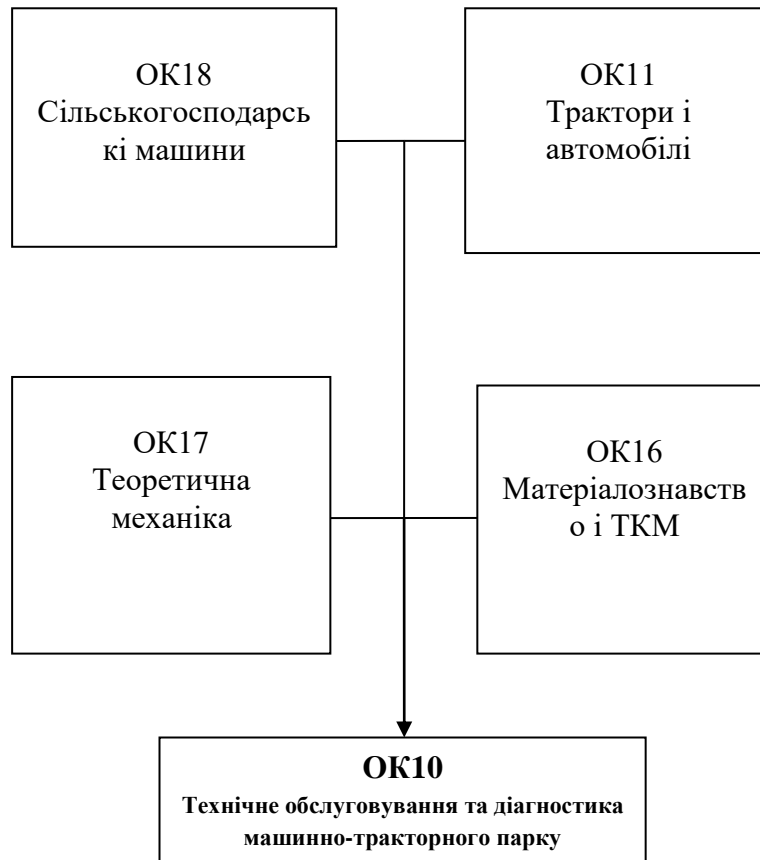 ОК18
Сільськогосподарсь
кі машини
ОК11
Трактори і
автомобілі
ОК17
Теоретична
механіка
ОК16
Матеріалознавств
о і ТКМ
ОК10
Технічне обслуговування та діагностика
машинно-тракторного парку